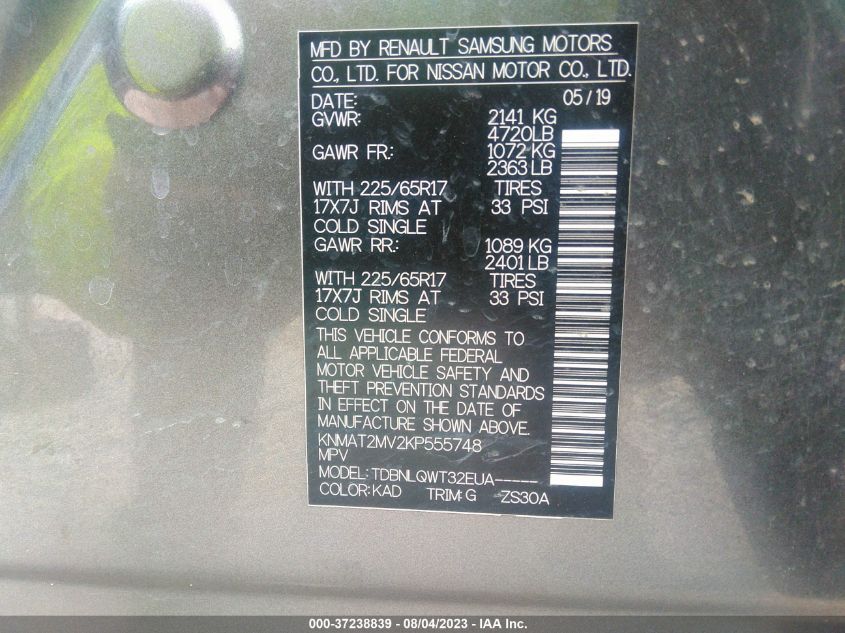 MFD BY RENAULT SAMSUNG MOTORS
CO., LTD. FOR NISSAN MOTOR CO., LTD.
DATE: 05/19
GVWR: 2141 KG
4720LB
GAWR FR.: 1072 KG
2363 LB
WITH 225/65R17 TIRES
17X7J RIMS AT 33 PSI
COLD SINGLE
GAWR RR.: 1089 KG
2401 LB
WITH 225/65R17 TIRES
17X7J RIMS AT 33 PSI
COLD SINGLE
THIS VEHICLE CONFORMS TO
ALL APPLICABLE FEDERAL
MOTOR VEHICLE SAFETY AND
THEFT PREVENTION STANDARDS
IN EFFECT ON THE DATE OF
MANUFACTURE SHOWN ABOVE.
KNMAT2MV2KP555748
MPV
MODEL: TDBNLQWT32EUA-----
COLOR: KAD TRIM: G ZS30A
000-37238839 - 08/04/2023 - IAA Inc.